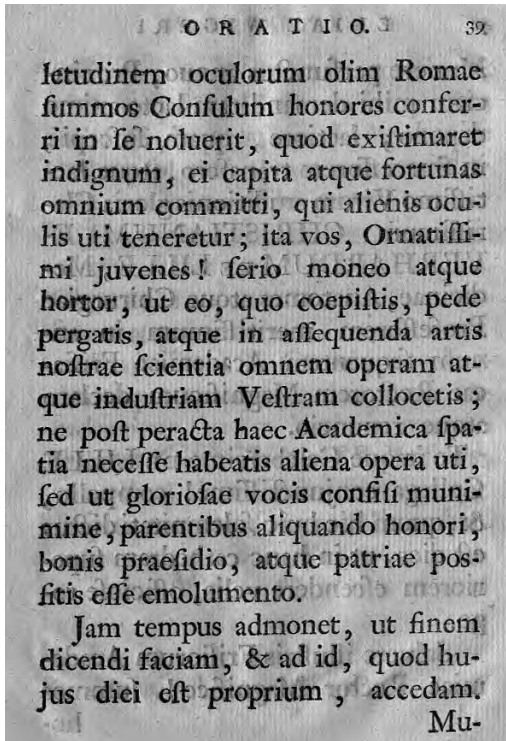 ORATIO. 39
letudinem oculorum olim Romae
ſummos Conſulum honores confer-
ri in ſe noluerit, quod exiſtimaret
indignum, ei capita atque fortunas
omnium committi, qui alienis ocu-
lis uti teneretur; ita vos, Ornatiſſi-
mi juvenes! ſerio moneo atque
hortor, ut eo, quo coepiſtis, pede
pergatis, atque in aſſequenda artis
noſtrae ſcientia omnem operam at-
que induſtriam Veſtram collocetis;
ne poſt peracta haec Academica ſpa-
tia neceſſe habeatis aliena opera uti,
ſed ut glorioſae vocis confiſi muni-
mine, parentibus aliquando honori,
bonis praeſidio, atque patriae poſ-
ſitis eſſe emolumento.
Jam tempus admonet, ut finem
dicendi faciam, & ad id, quod hu-
jus diei eſt proprium, accedam.
Mu-